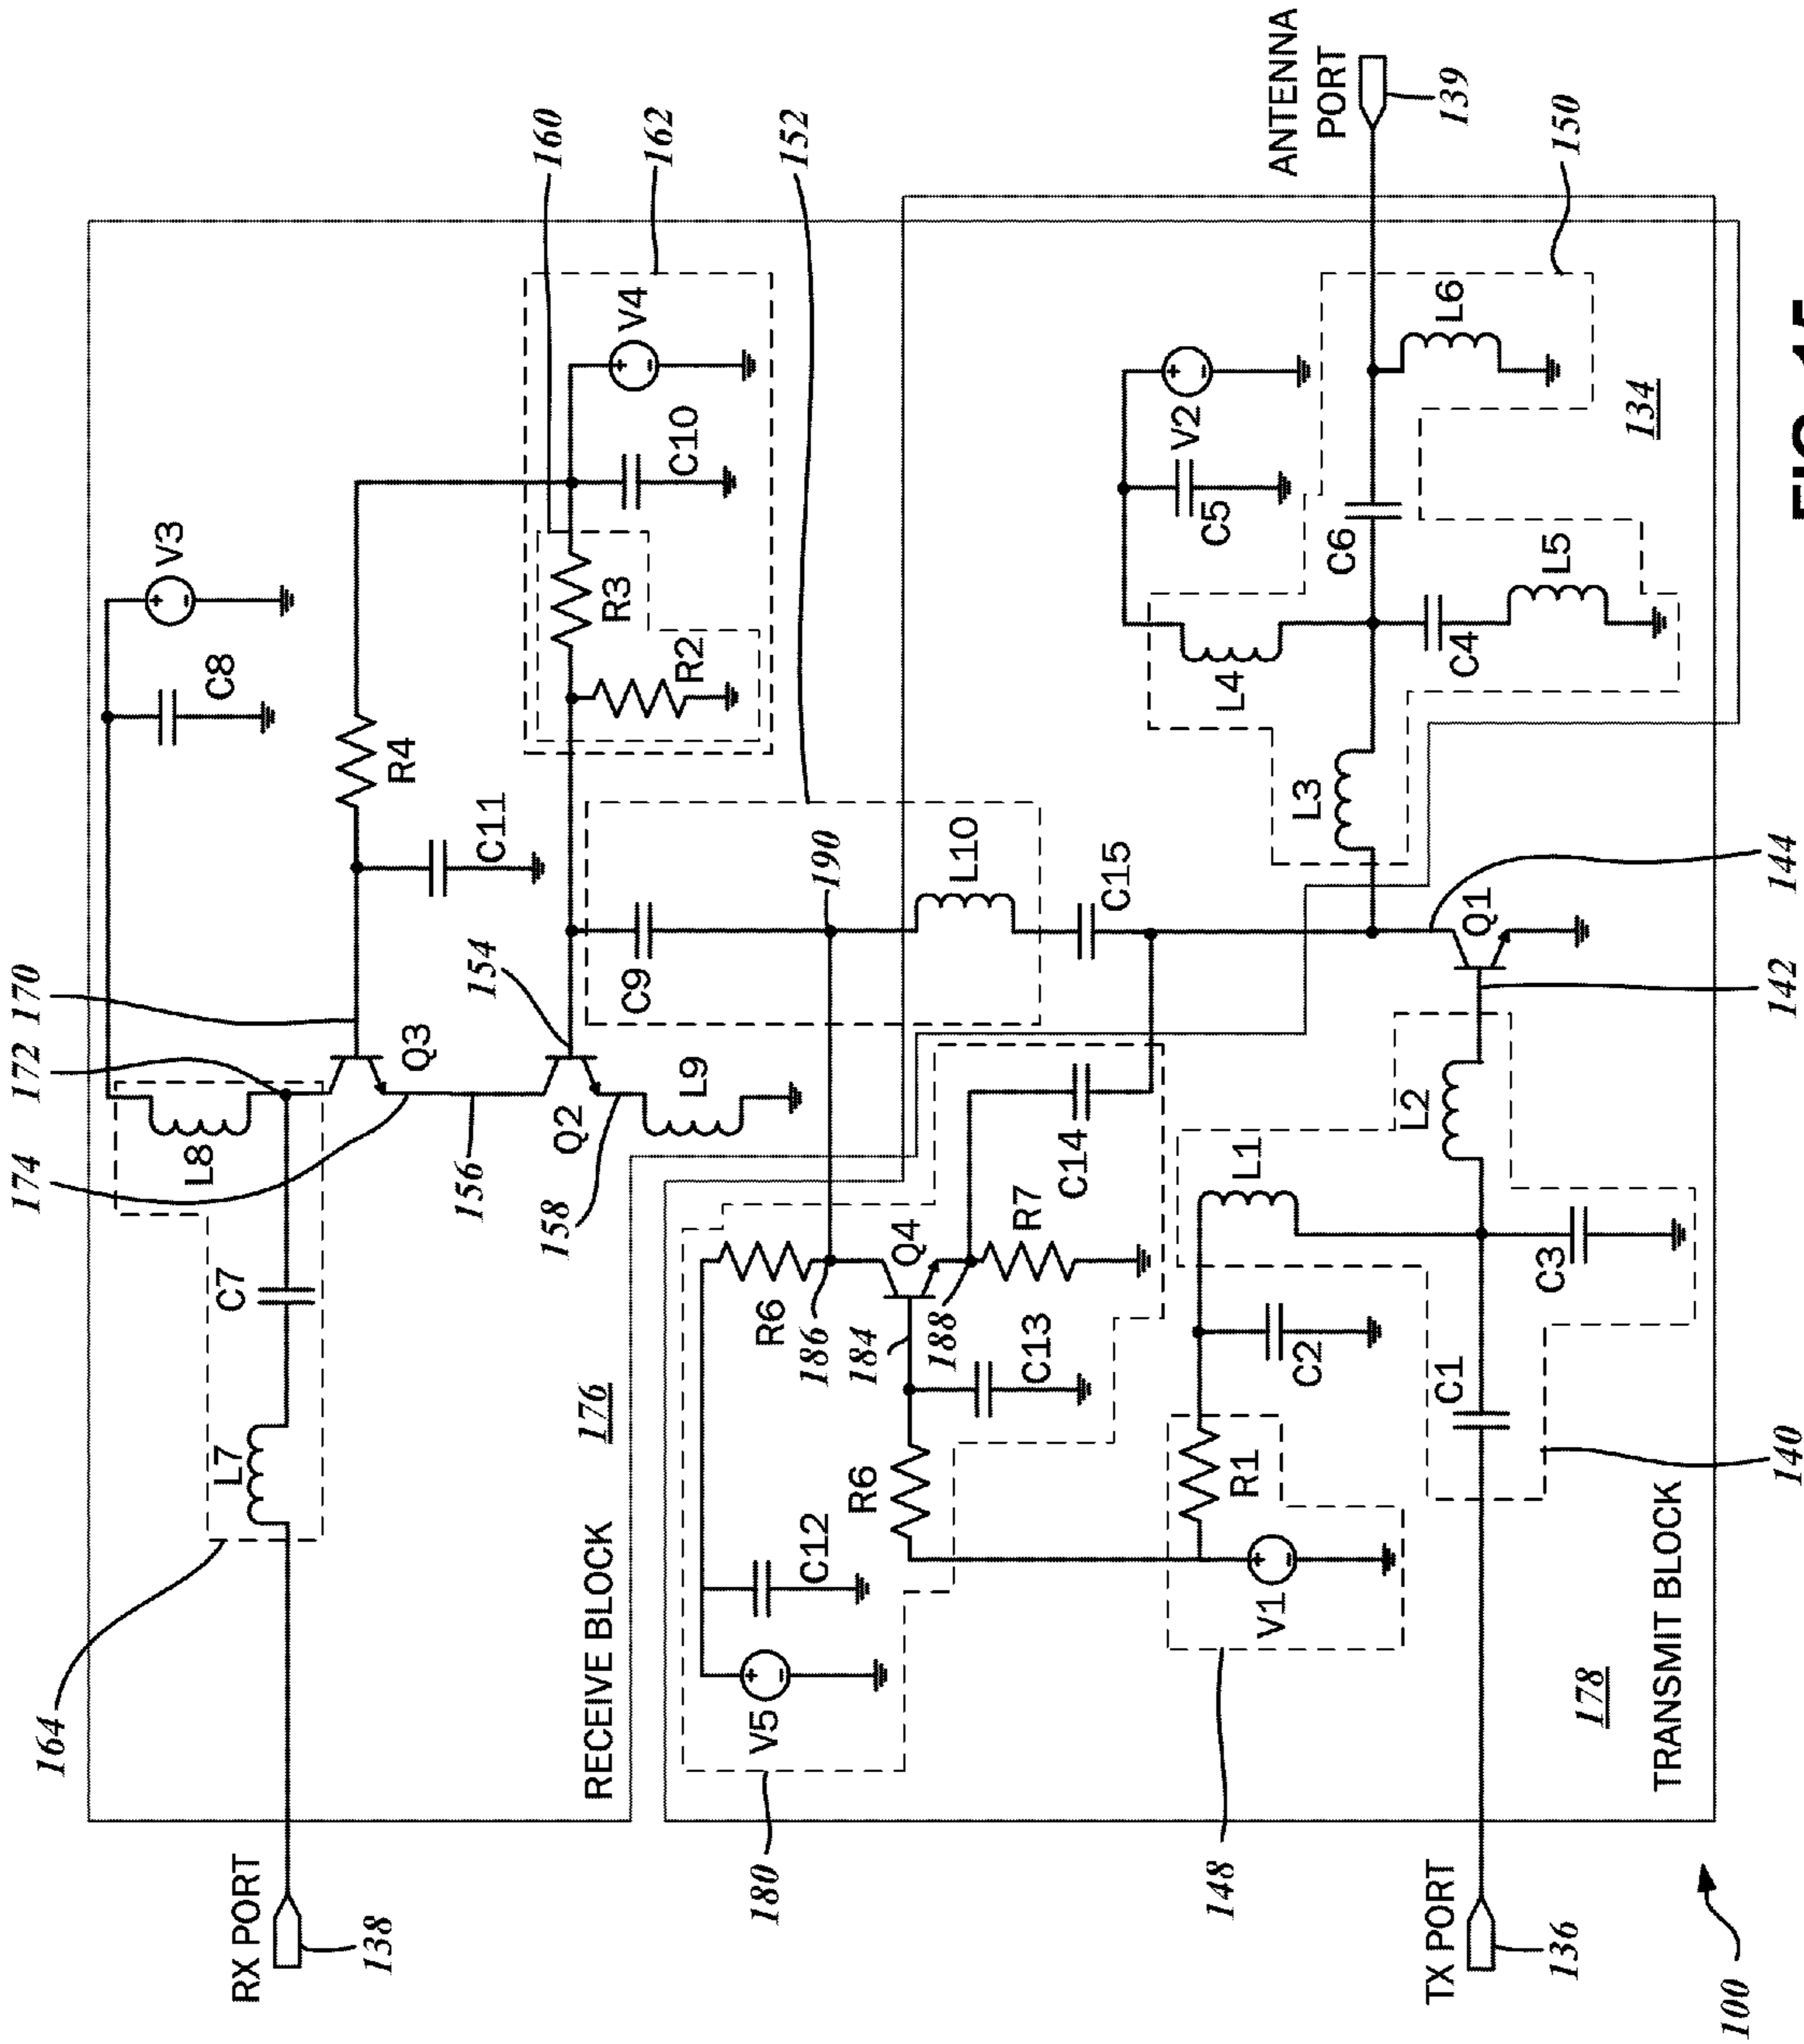 RX PORT
138
164
L7
C7
L8
172
170
174
Q3
156
Q2
154
158
L9
R4
C11
C8
V3
160
162
152
R3
R2
V4
C10
C9
190
L10
C15
RECEIVE BLOCK
176
180
V5
C12
R6
R6
186
184
188
Q4
C13
R7
C14
148
V1
R1
C2
L1
L2
C1
C3
140
142
144
Q1
L3
L4
C4
L5
C5
V2
C6
L6
134
150
ANTENNA
PORT
139
TX PORT
136
178
TRANSMIT BLOCK
100